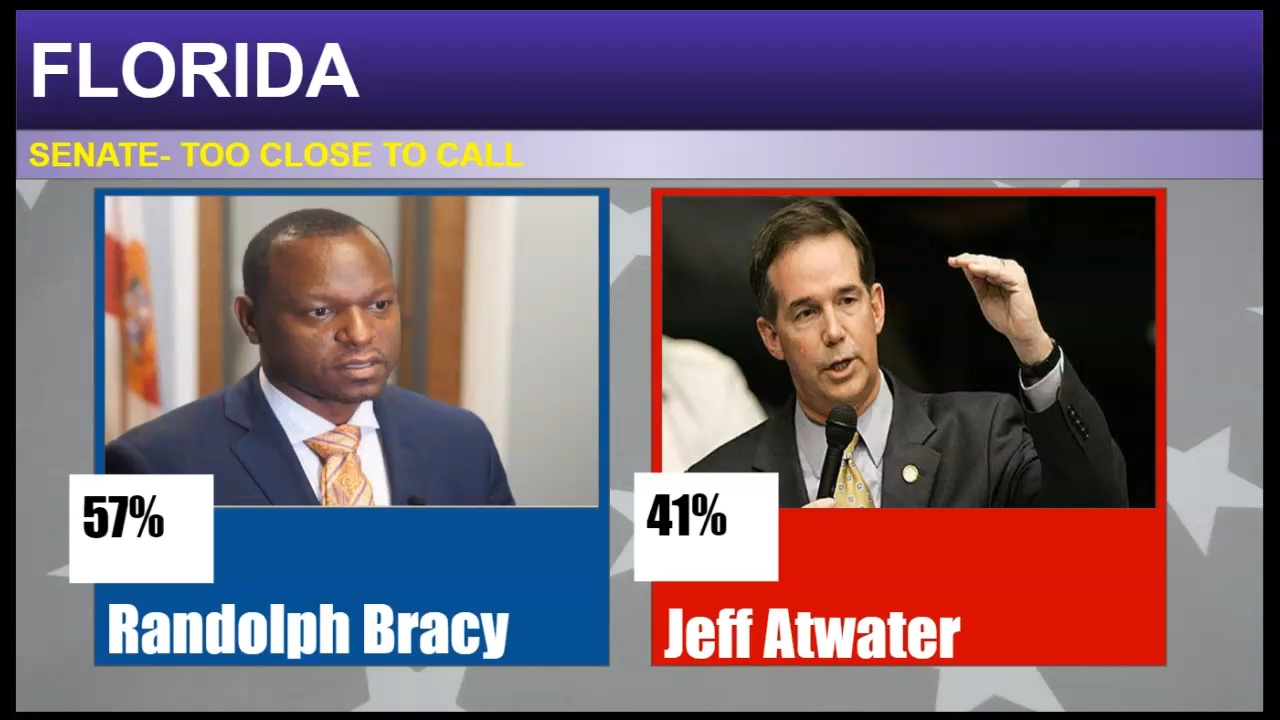 FLORIDA
SENATE- TOO CLOSE TO CALL
57%
41%
Randolph Bracy
Jeff Atwater